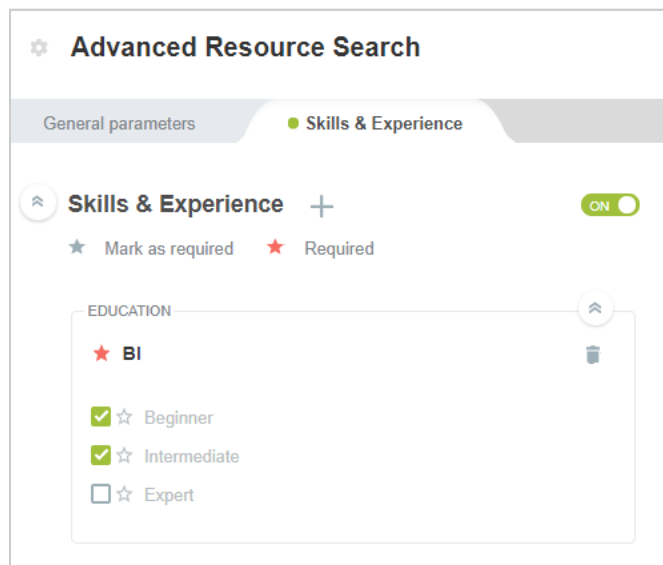 Advanced Resource Search
General parameters
Skills & Experience
Skills & Experience
ON
Mark as required
Required
EDUCATION
BI
Beginner
Intermediate
Expert